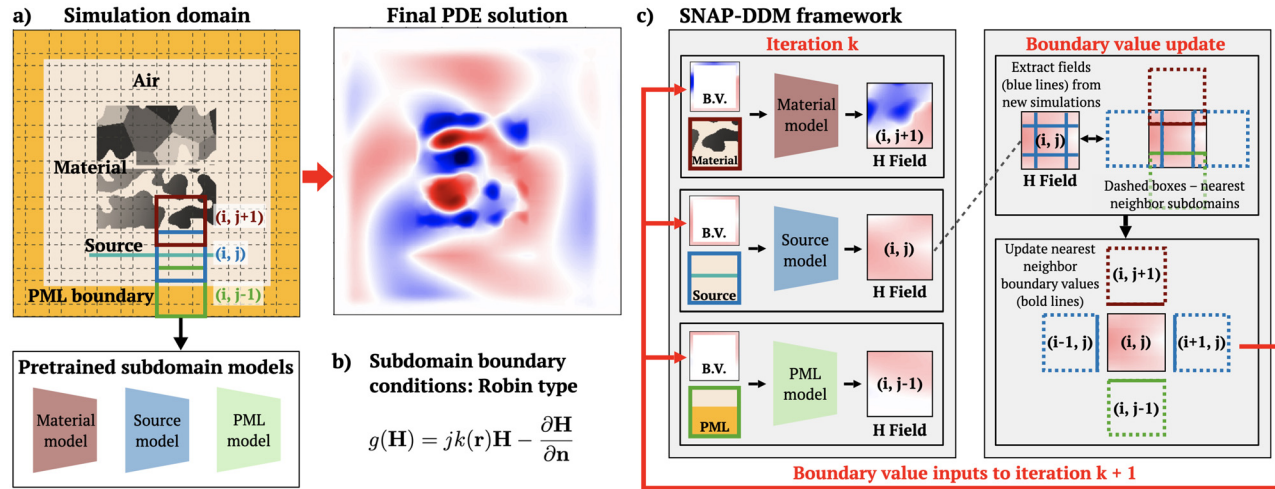 a)
Simulation domain
Air
Material
(i, j+1)
Source
(i, j)
PML boundary
(i, j-1)
Pretrained subdomain models
Material
model
Source
model
PML
model
Final PDE solution
b) Subdomain boundary
conditions: Robin type
g(H) = jk(r)H − ∂H/∂n
c) SNAP-DDM framework
Iteration k
B.V.
Material
Material
model
(i, j+1)
H Field
B.V.
Source
Source
model
(i, j)
H Field
B.V.
PML
PML
model
(i, j-1)
H Field
Boundary value update
Extract fields
(blue lines) from
new simulations
(i, j)
H Field
Dashed boxes – nearest
neighbor subdomains
Update nearest
neighbor
boundary values
(bold lines)
(i, j+1)
(i-1, j)
(i, j)
(i+1, j)
(i, j-1)
Boundary value inputs to iteration k + 1